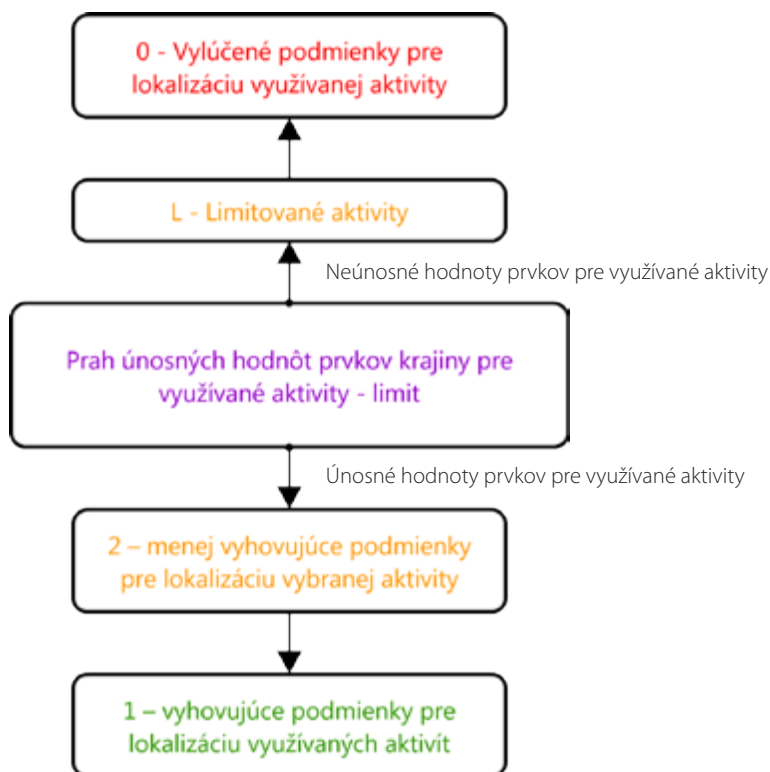 0 - Vylúčené podmienky pre
lokalizáciu využívanej aktivity
L - Limitované aktivity
Neúnosné hodnoty prvkov pre využívané aktivity
Prah únosných hodnôt prvkov krajiny pre
využívané aktivity - limit
Únosné hodnoty prvkov pre využívané aktivity
2 – menej vyhovujúce podmienky
pre lokalizáciu vybranej aktivity
1 – vyhovujúce podmienky pre
lokalizáciu využívaných aktivít